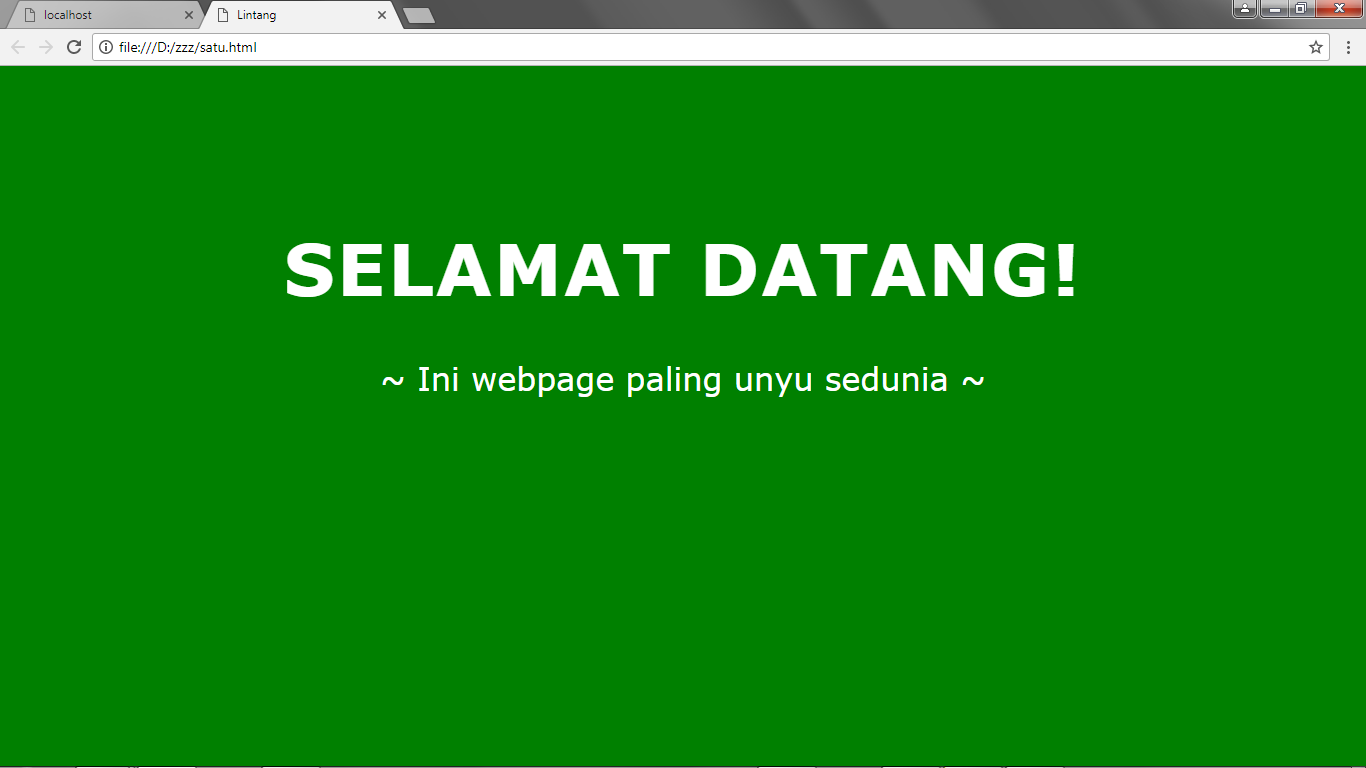 localhost
Lintang
file:///D:/zzz/satu.html
SELAMAT DATANG!
~ Ini webpage paling unyu sedunia ~